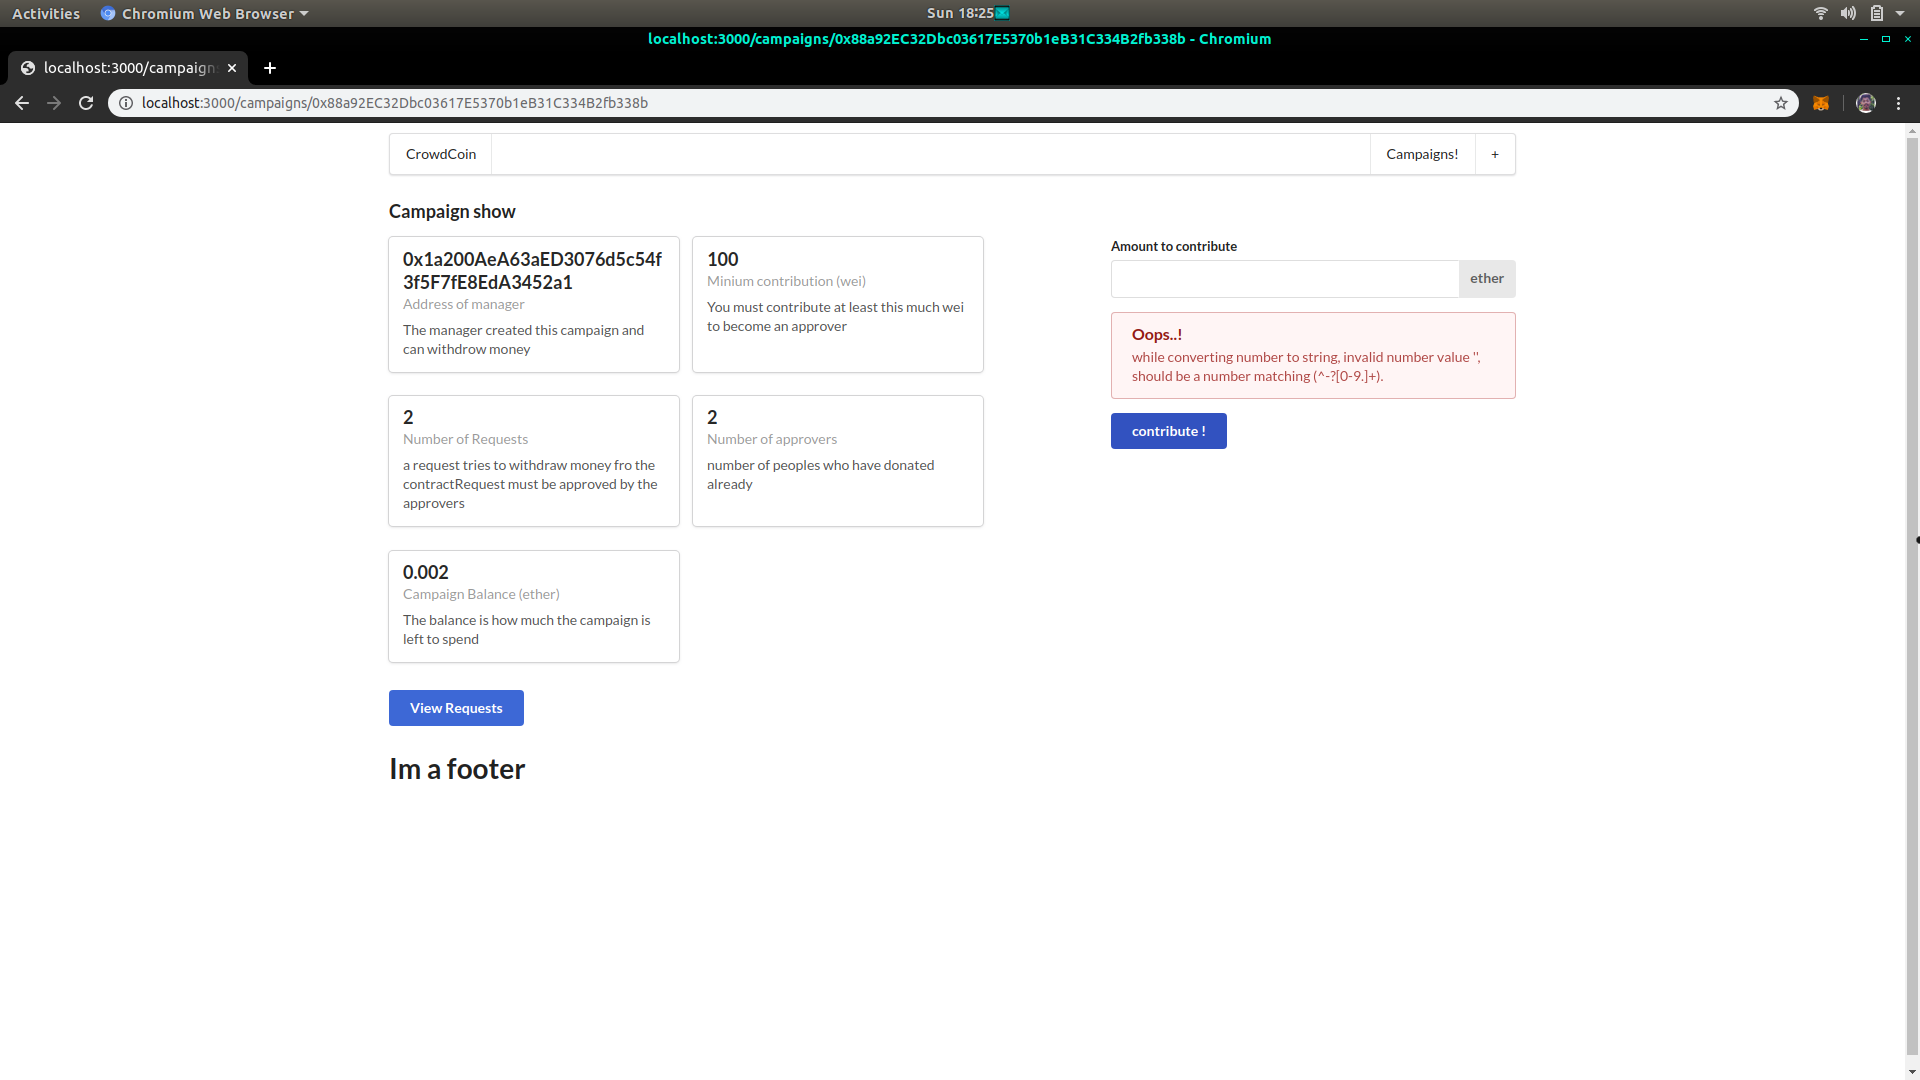 Activities Chromium Web Browser Sun 18:25
localhost:3000/campaigns/0x88a92EC32Dbc03617E5370b1eB31C334B2fb338b - Chromium
localhost:3000/campaign
localhost:3000/campaigns/0x88a92EC32Dbc03617E5370b1eB31C334B2fb338b
CrowdCoin Campaigns! +
Campaign show
0x1a200AeA63aED3076d5c54f
3f5F7fE8EdA3452a1
Address of manager
The manager created this campaign and
can withdrow money
100
Minium contribution (wei)
You must contribute at least this much wei
to become an approver
2
Number of Requests
a request tries to withdraw money fro the
contractRequest must be approved by the
approvers
2
Number of approvers
number of peoples who have donated
already
0.002
Campaign Balance (ether)
The balance is how much the campaign is
left to spend
View Requests
Amount to contribute
ether
Oops..!
while converting number to string, invalid number value '',
should be a number matching (^-?[0-9.]+).
contribute !
Im a footer